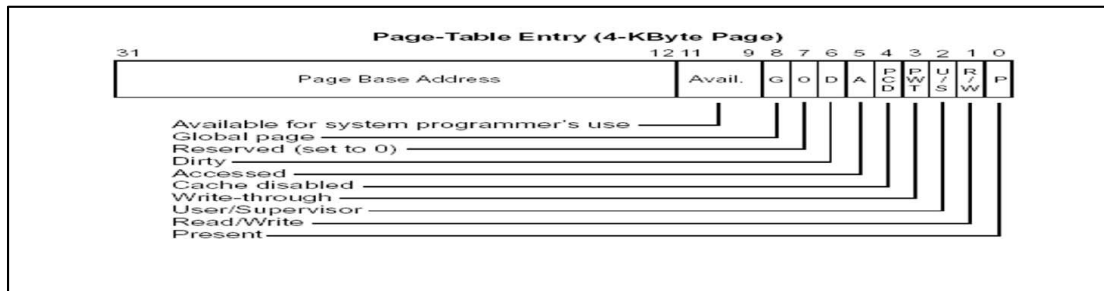 Page-Table Entry (4-KByte Page)
31 12 11 9 8 7 6 5 4 3 2 1 0
Page Base Address Avail. G 0 D A PCD PWT U/S R/W P
Available for system programmer's use
Global page
Reserved (set to 0)
Dirty
Accessed
Cache disabled
Write-through
User/Supervisor
Read/Write
Present